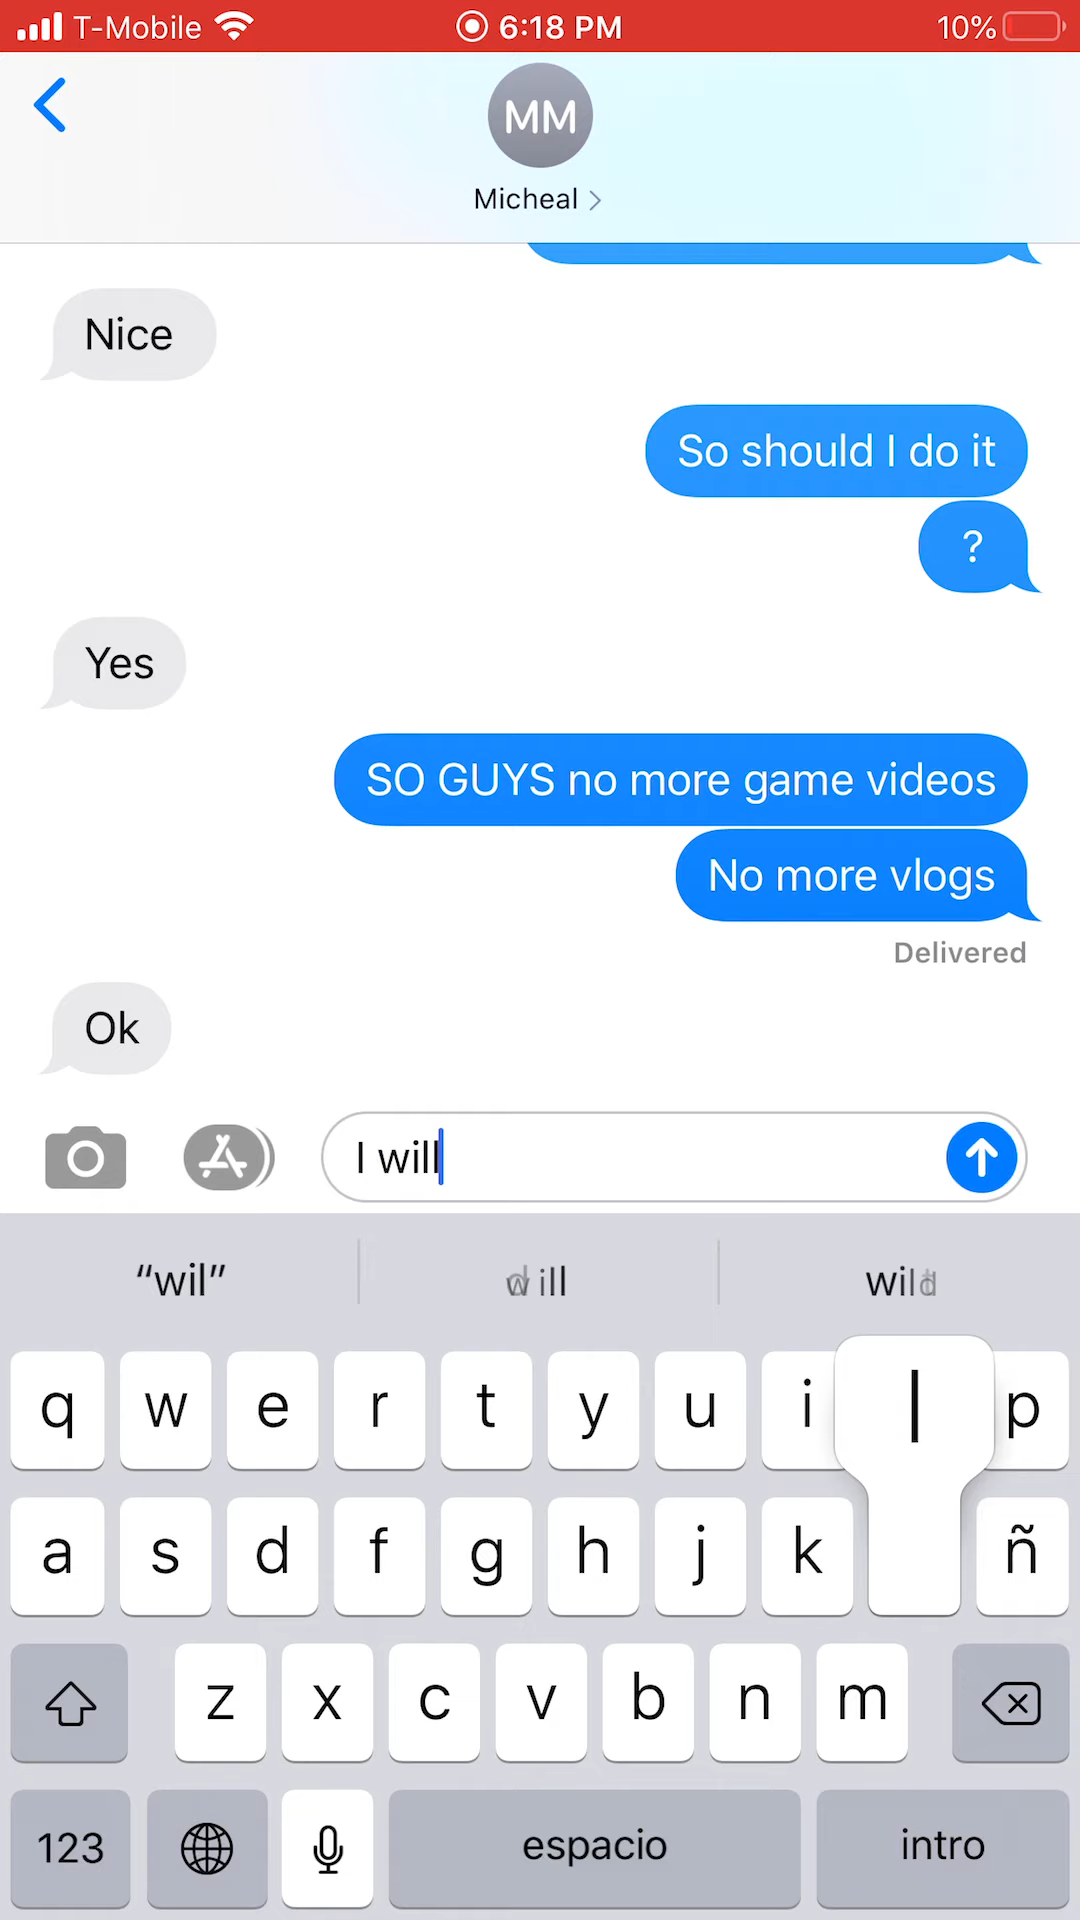 T-Mobile 6:18 PM 10%
MM
Micheal
Nice
So should I do it
?
Yes
SO GUYS no more game videos
No more vlogs
Delivered
Ok
I will
“wil” will
q w e r t y u i l p
a s d f g h j k ñ
z x c v b n m
123 espacio intro